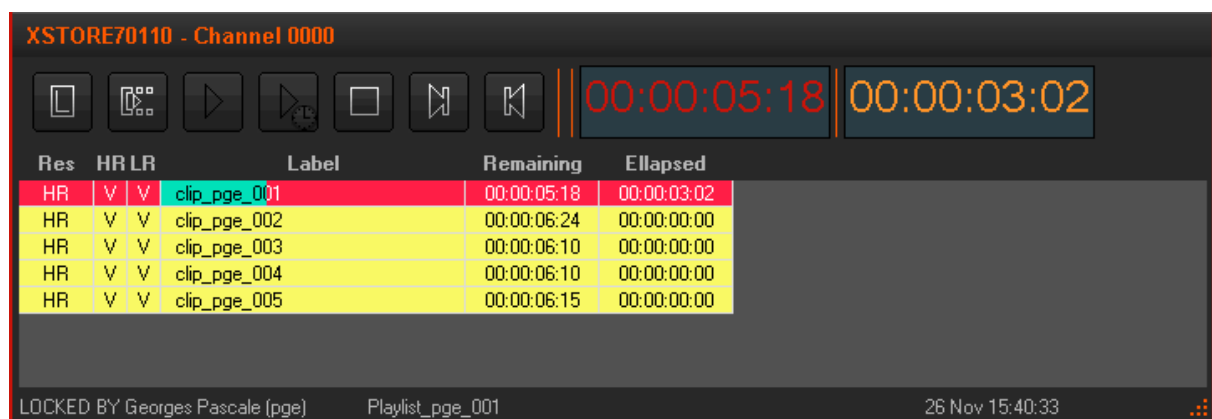 XSTORE70110 - Channel 0000
L 00:00:05:18 00:00:03:02
Res HR LR Label Remaining Ellapsed
HR V V clip_pge_001 00:00:05:18 00:00:03:02
HR V V clip_pge_002 00:00:06:24 00:00:00:00
HR V V clip_pge_003 00:00:06:10 00:00:00:00
HR V V clip_pge_004 00:00:06:10 00:00:00:00
HR V V clip_pge_005 00:00:06:15 00:00:00:00
LOCKED BY Georges Pascale (pge) Playlist_pge_001 26 Nov 15:40:33